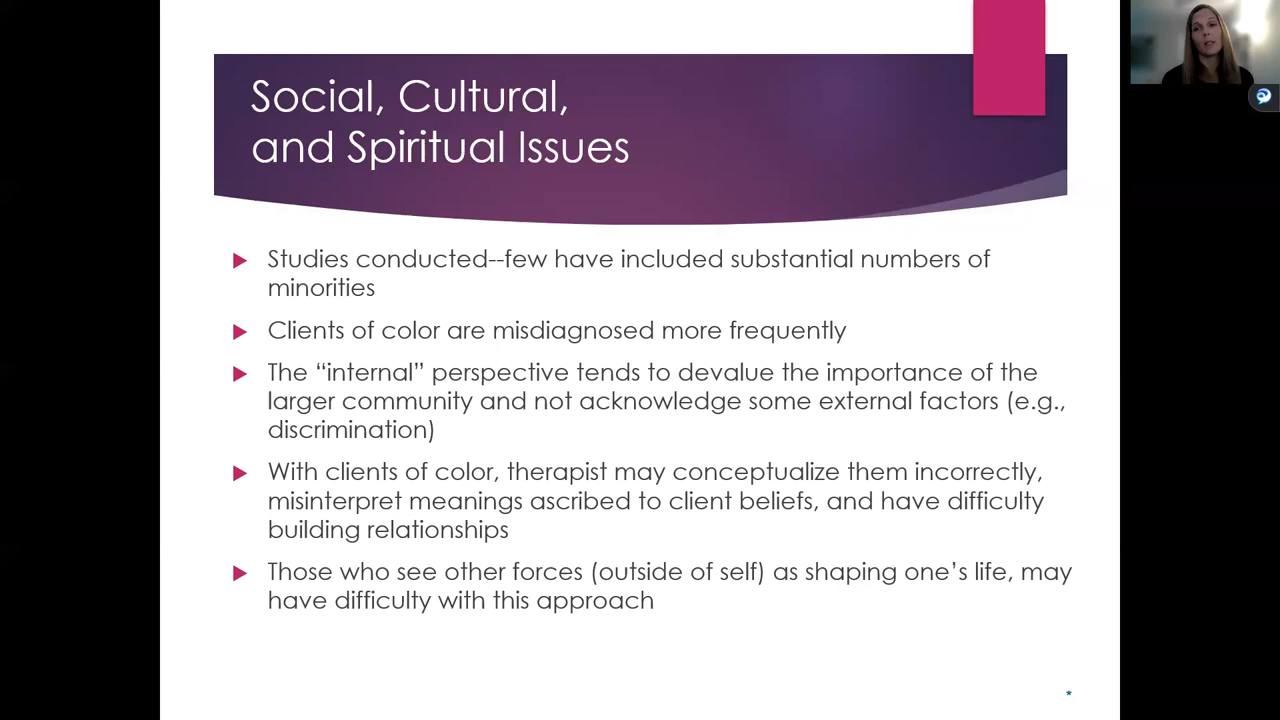 Social, Cultural,
and Spiritual Issues
Studies conducted--few have included substantial numbers of
minorities
Clients of color are misdiagnosed more frequently
The “internal” perspective tends to devalue the importance of the
larger community and not acknowledge some external factors (e.g.,
discrimination)
With clients of color, therapist may conceptualize them incorrectly,
misinterpret meanings ascribed to client beliefs, and have difficulty
building relationships
Those who see other forces (outside of self) as shaping one’s life, may
have difficulty with this approach
*